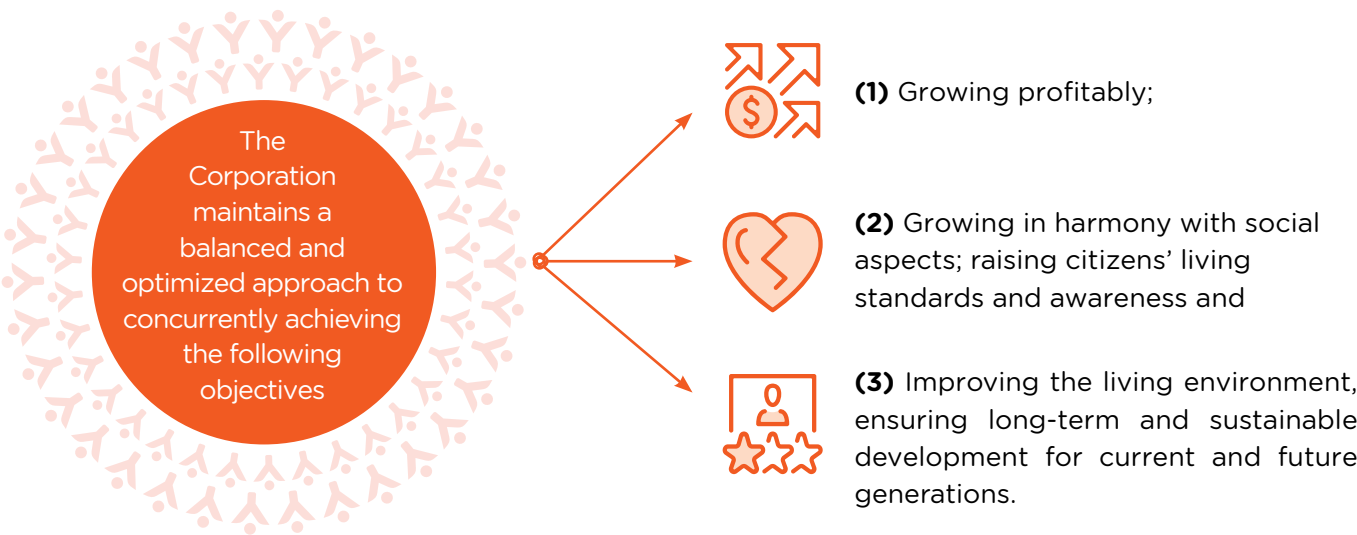 The
Corporation
maintains a
balanced and
optimized approach to
concurrently achieving
the following
objectives
$
(1) Growing profitably;
(2) Growing in harmony with social
aspects; raising citizens’ living
standards and awareness and
(3) Improving the living environment,
ensuring long-term and sustainable
development for current and future
generations.